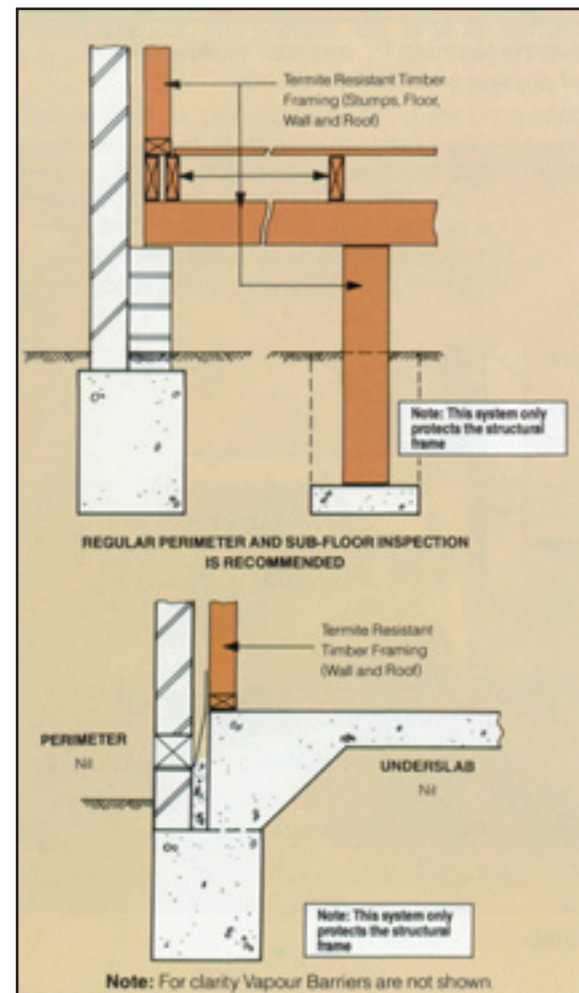 Termite Resistant Timber
Framing (Stumps, Floor,
Wall and Roof)
Note: This system only
protects the structural
frame
REGULAR PERIMETER AND SUB-FLOOR INSPECTION
IS RECOMMENDED
Termite Resistant
Timber Framing
(Wall and Roof)
PERIMETER
Nil
UNDERSLAB
Nil
Note: This system only
protects the structural
frame
Note: For clarity Vapour Barriers are not shown.